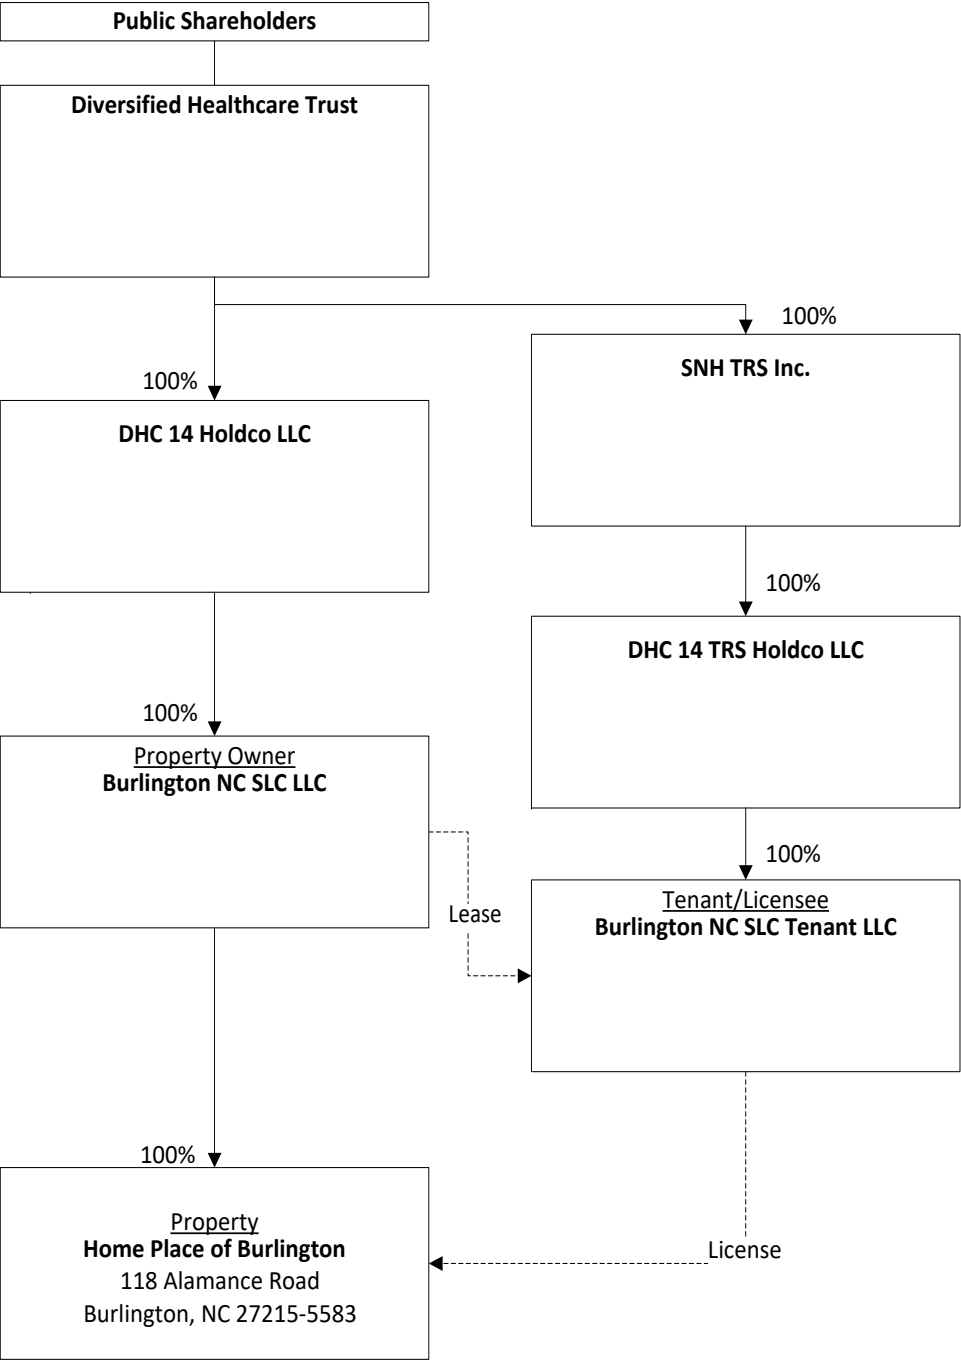 Public Shareholders
Diversified Healthcare Trust
100%
SNH TRS Inc.
100%
DHC 14 Holdco LLC
100%
DHC 14 TRS Holdco LLC
100%
Property Owner
Burlington NC SLC LLC
100%
Tenant/Licensee
Burlington NC SLC Tenant LLC
Lease
100%
Property
Home Place of Burlington
118 Alamance Road
Burlington, NC 27215-5583
License